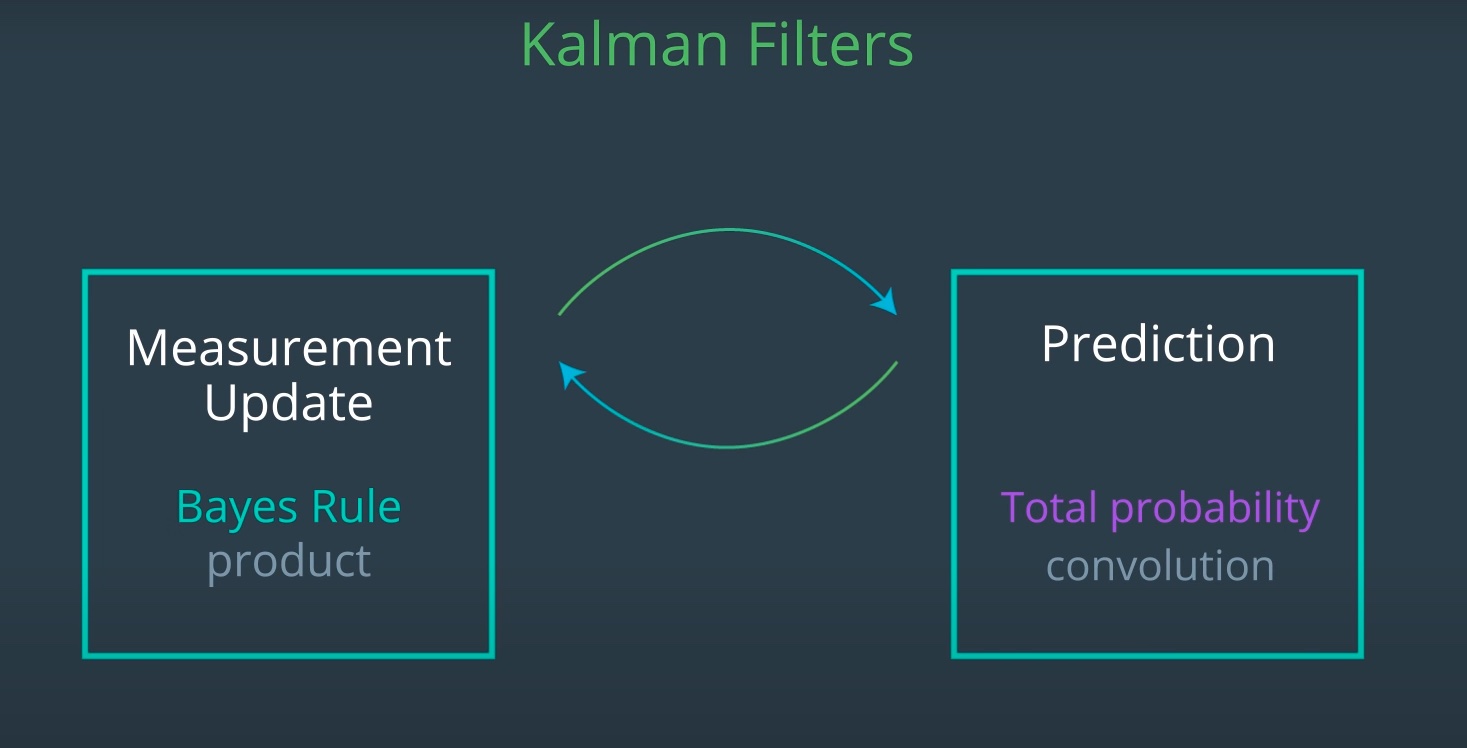 Kalman Filters
Measurement
Update
Bayes Rule
product
Prediction
Total probability
convolution